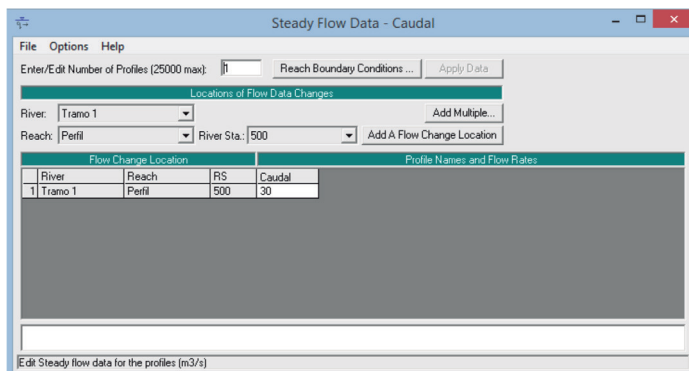 Steady Flow Data - Caudal
File Options Help
Enter/Edit Number of Profiles (25000 max): 1 Reach Boundary Conditions ... Apply Data
Locations of Flow Data Changes
River: Tramo 1 Add Multiple...
Reach: Perfil River Sta.: 500 Add A Flow Change Location
Flow Change Location Profile Names and Flow Rates
River Reach RS Caudal
1 Tramo 1 Perfil 500 30
Edit Steady flow data for the profiles (m3/s)